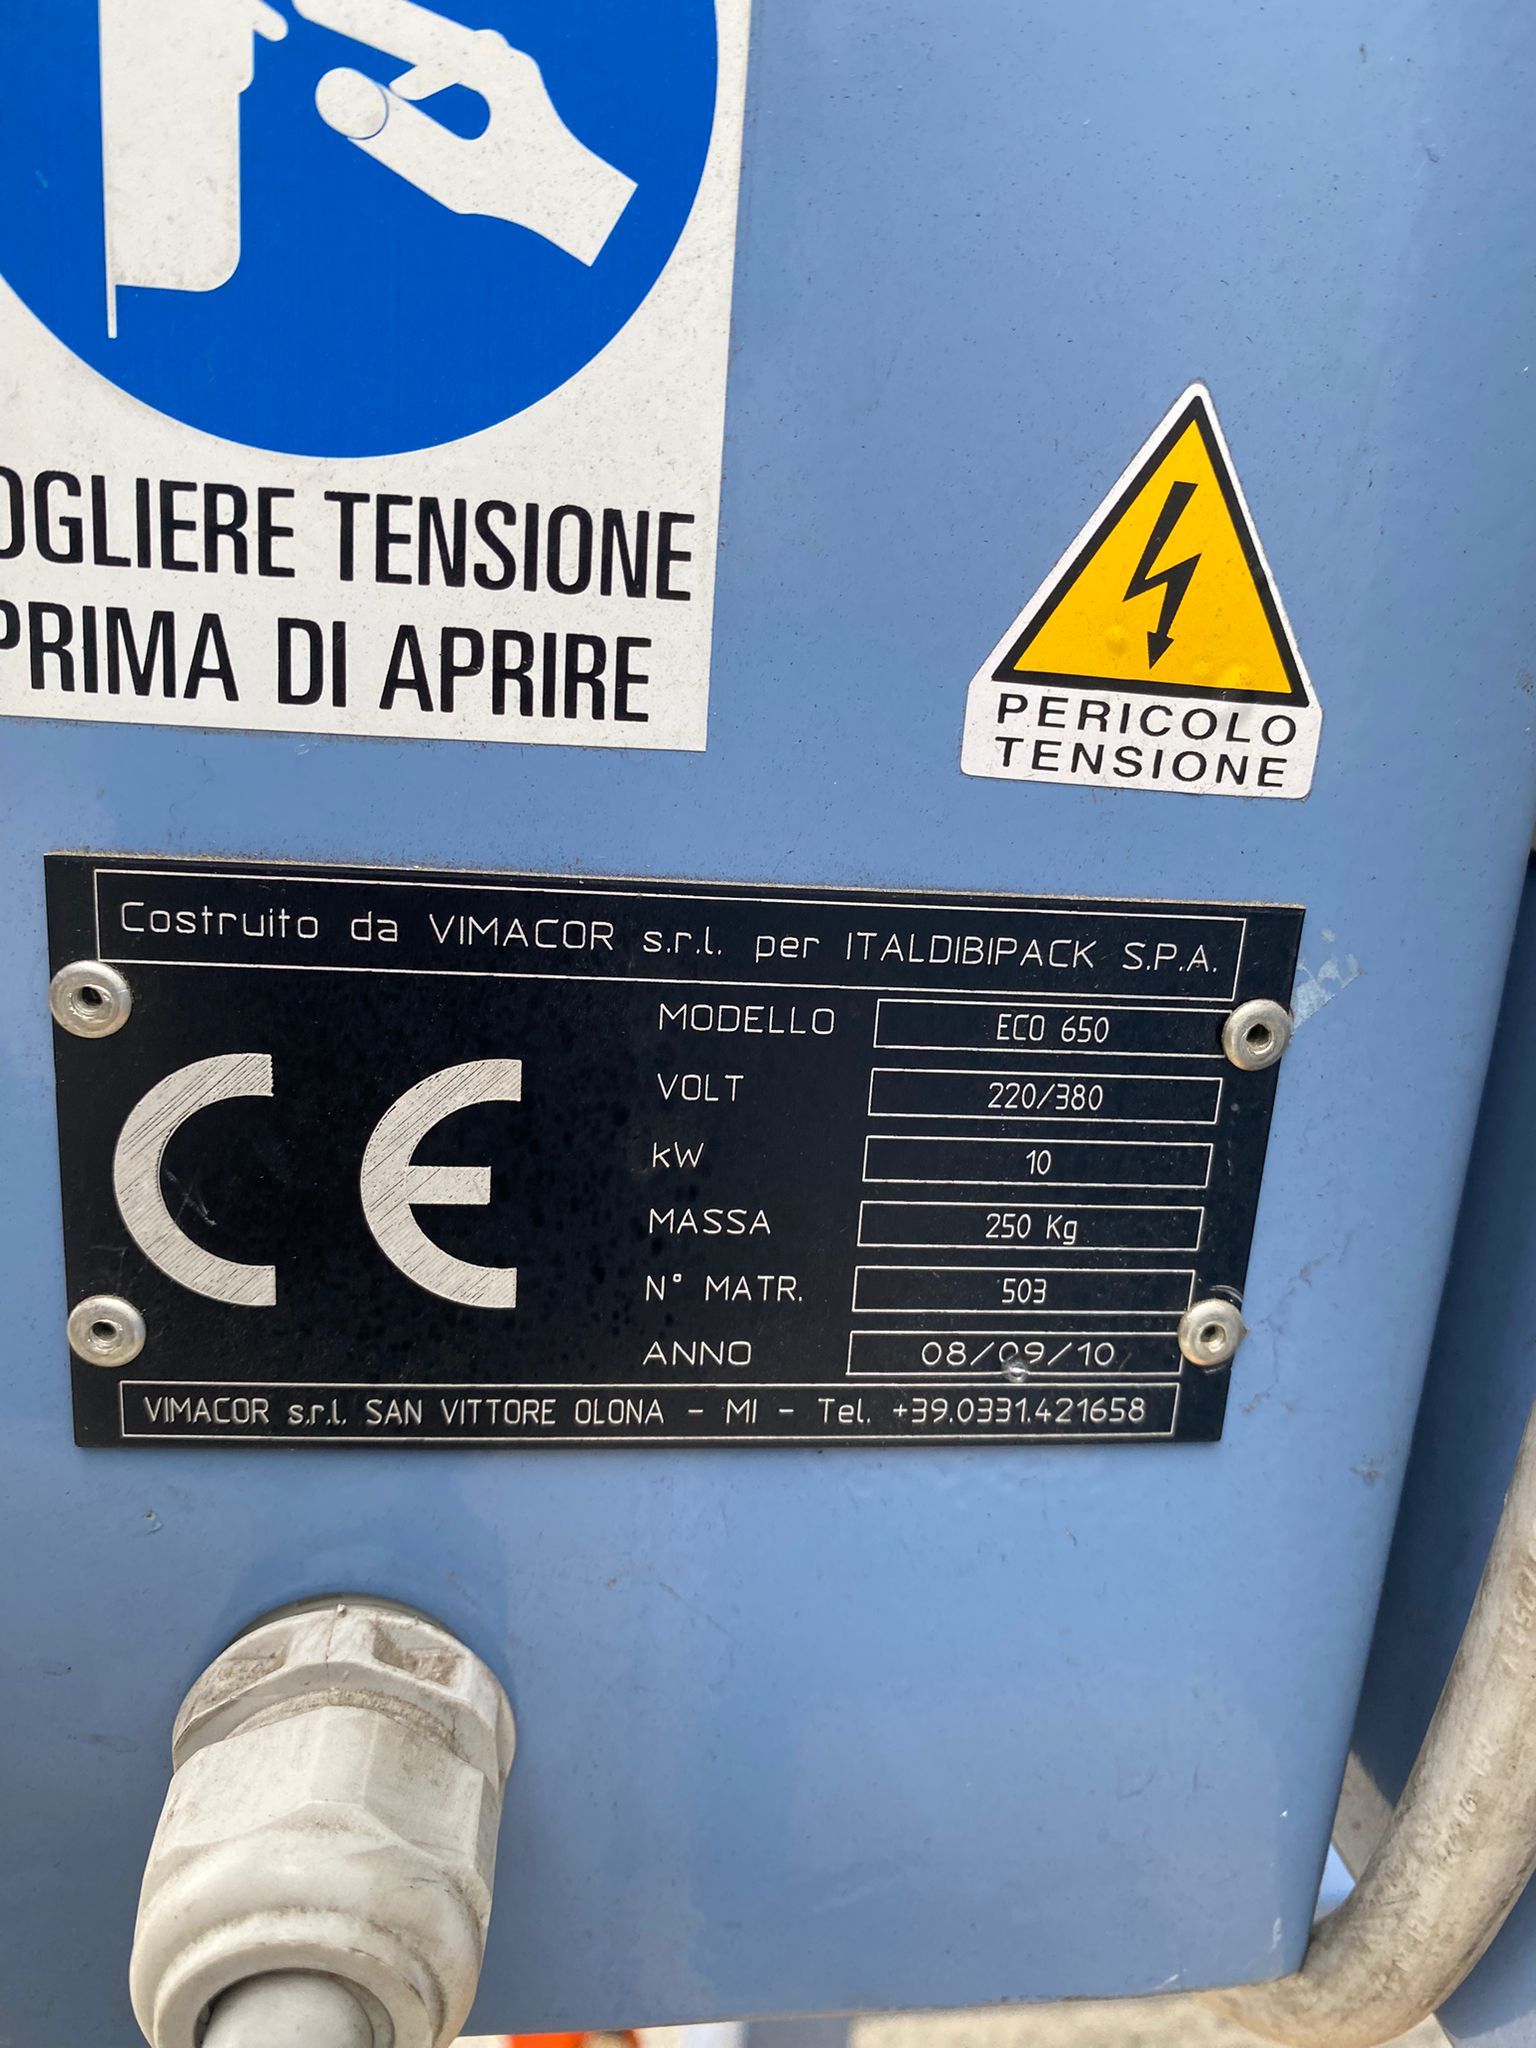 OGLIERE TENSIONE
PRIMA DI APRIRE
PERICOLO
TENSIONE
Costruito da VIMACOR s.r.l. per ITALDIBIPACK S.P.A.
CE
MODELLO ECO 650
VOLT 220/380
KW 10
MASSA 250 Kg
N° MATR. 503
ANNO 08/09/10
VIMACOR s.r.l. SAN VITTORE OLONA - MI - Tel. +39.0331.421658